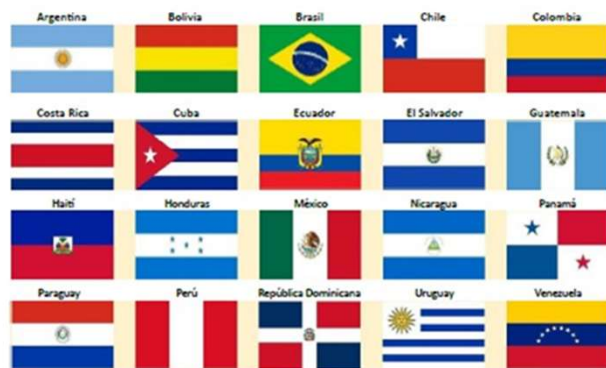 Argentina Bolivia Brasil Chile Colombia
Costa Rica Cuba Ecuador El Salvador Guatemala
Haití Honduras México Nicaragua Panamá
Paraguay Perú República Dominicana Uruguay Venezuela